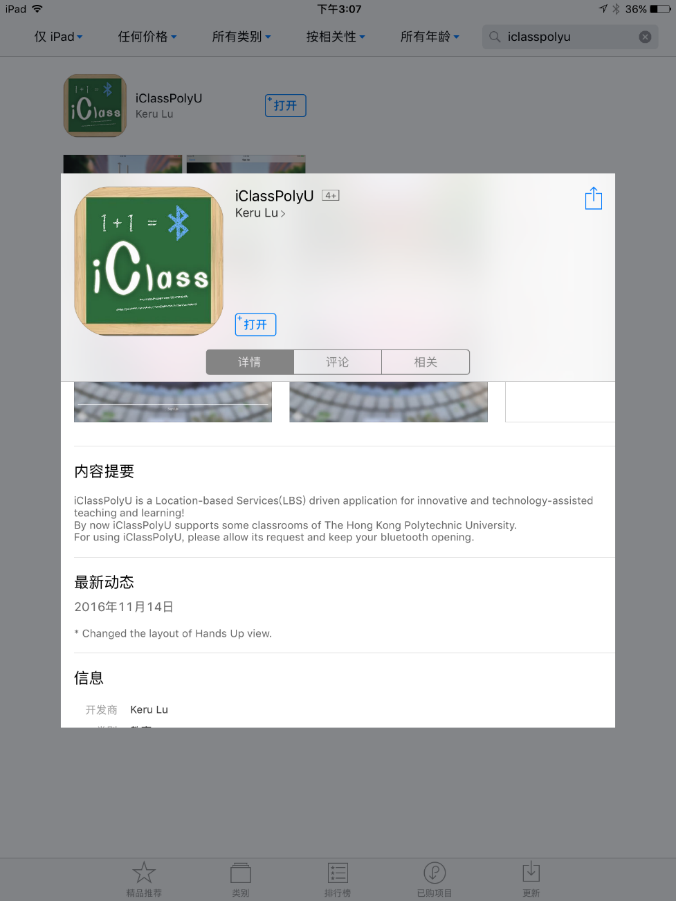 iPad
下午3:07
36%
仅 iPad
任何价格
所有类别
按相关性
所有年龄
iclasspolyu
1+1=
iClass
iClassPolyU
Keru Lu
打开
1+1=
iClass
iClassPolyU 4+
Keru Lu
打开
详情
评论
相关
内容提要
iClassPolyU is a Location-based Services(LBS) driven application for innovative and technology-assisted
teaching and learning!
By now iClassPolyU supports some classrooms of The Hong Kong Polytechnic University.
For using iClassPolyU, please allow its request and keep your bluetooth opening.
最新动态
2016年11月14日
* Changed the layout of Hands Up view.
信息
开发商 Keru Lu
精品推荐
类别
排行榜
已购项目
更新